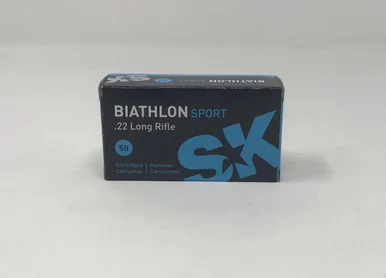 BIATHLON SPORT
.22 Long Rifle
50
Cartridges | Patronen
Cartuchos | Cartouches
SK